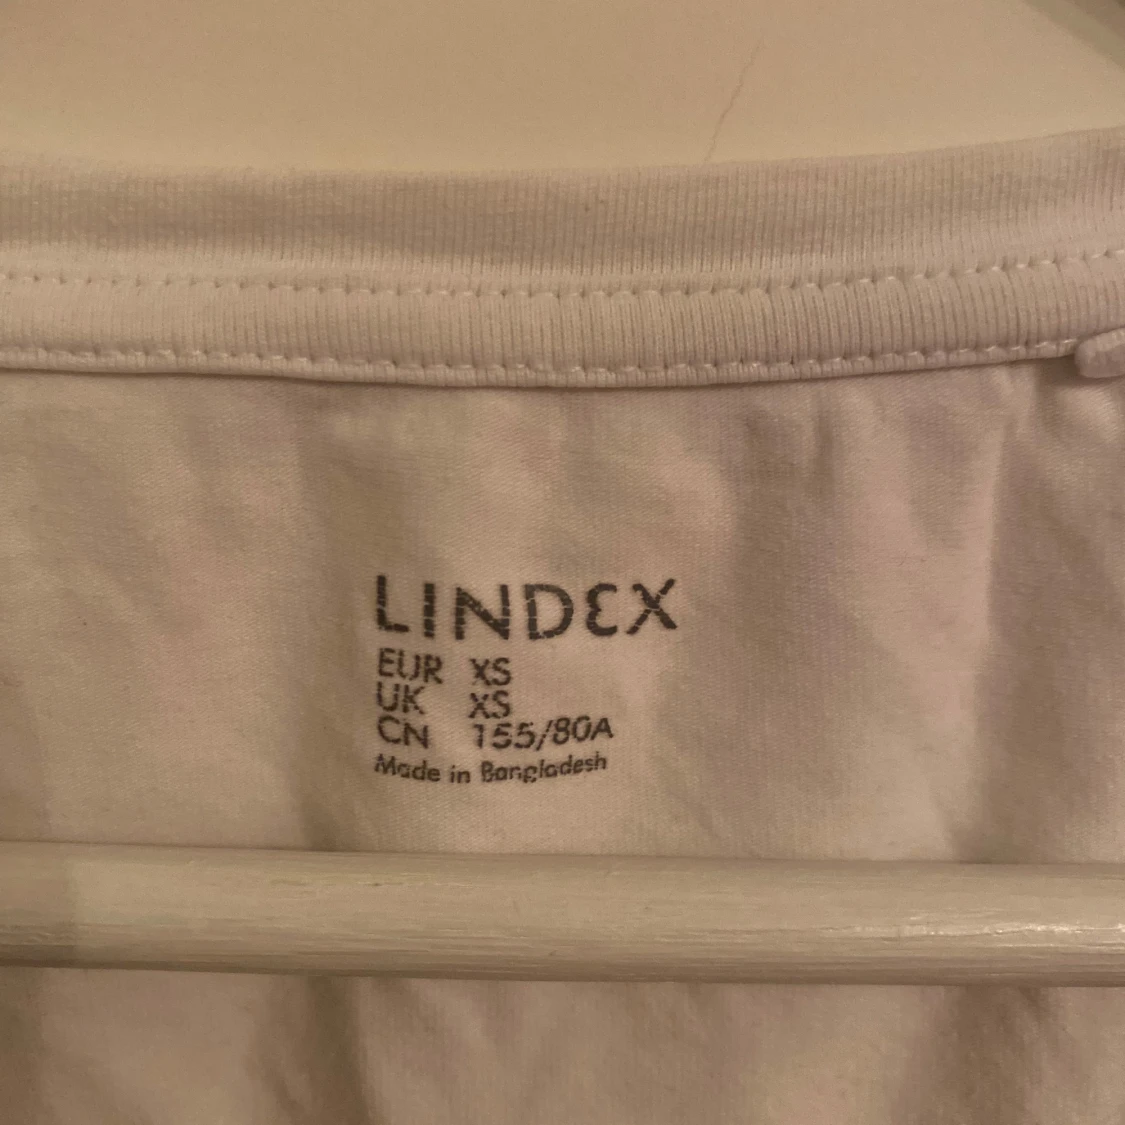 LINDEX
EUR XS
UK XS
CN 155/80A
Made in Bangladesh